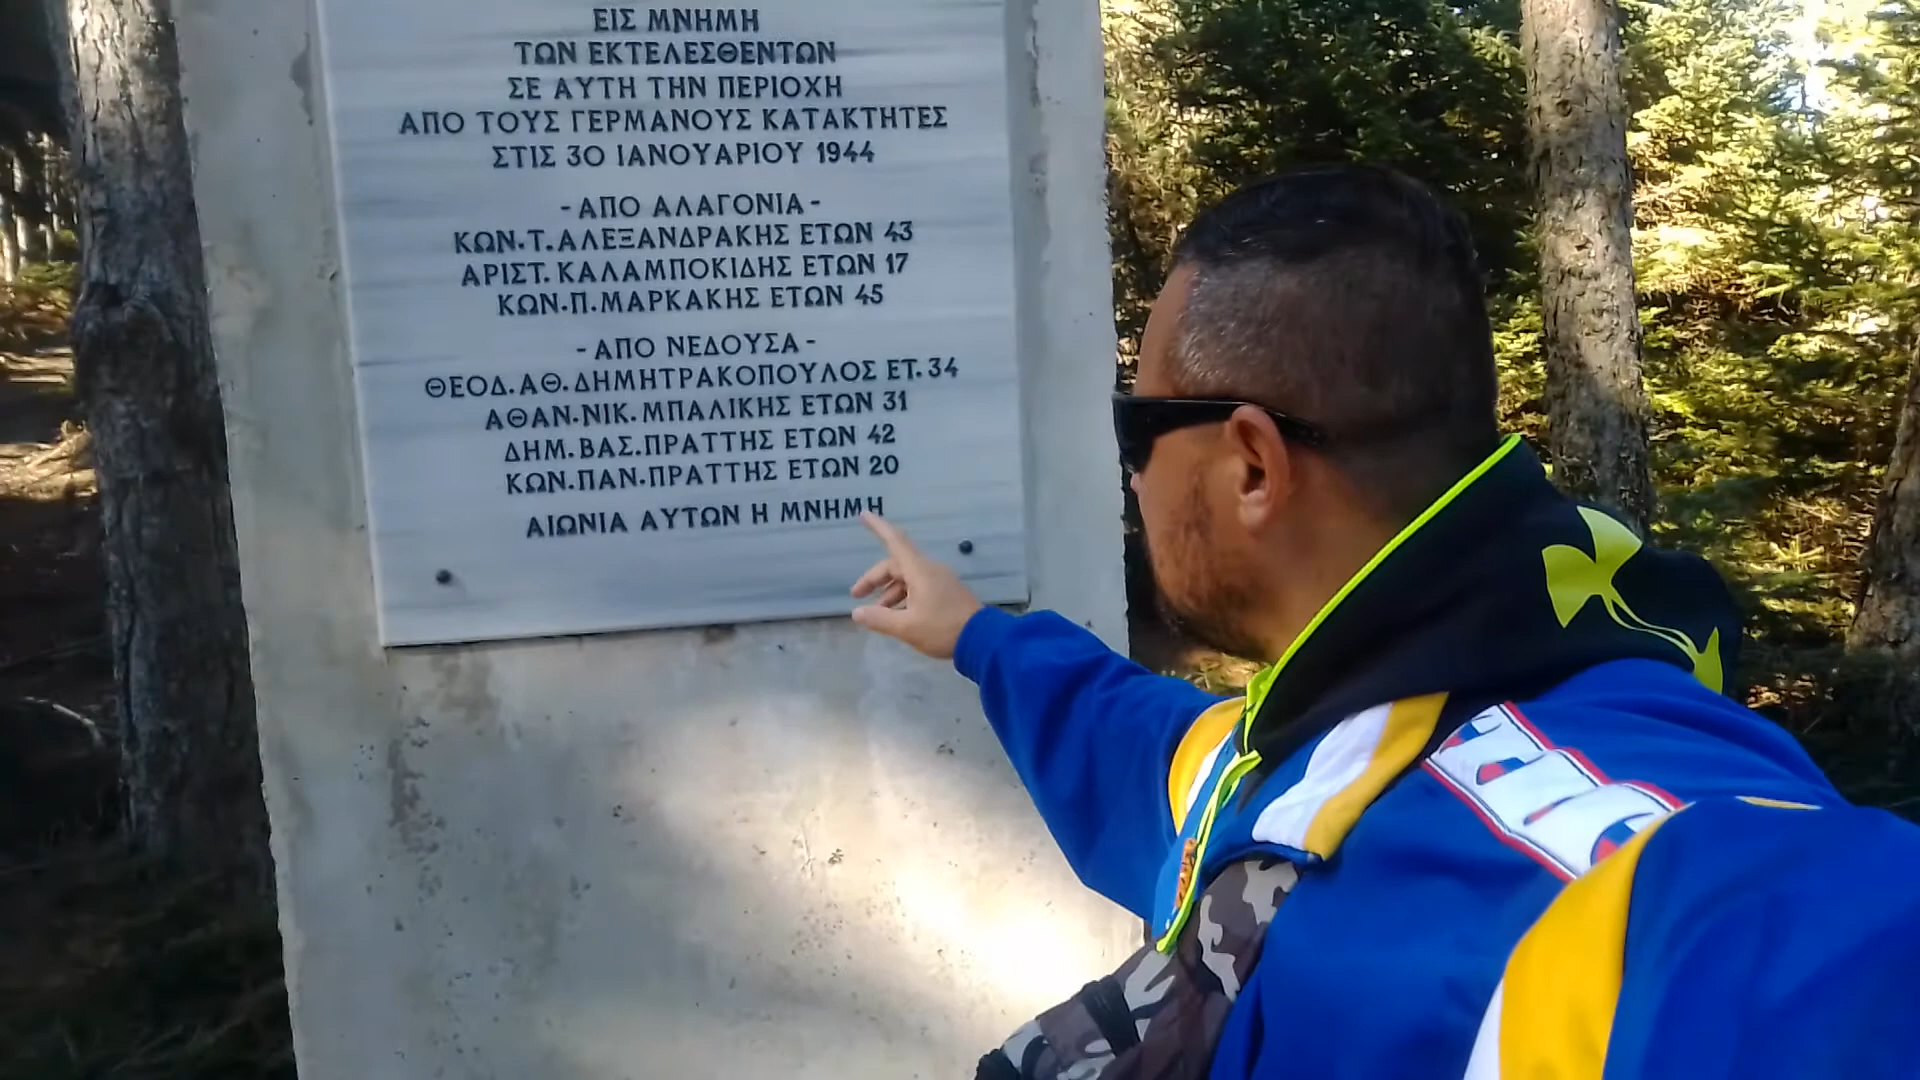 ΕΙΣ ΜΝΗΜΗ
ΤΩΝ ΕΚΤΕΛΕΣΘΕΝΤΩΝ
ΣΕ ΑΥΤΗ ΤΗΝ ΠΕΡΙΟΧΗ
ΑΠΟ ΤΟΥΣ ΓΕΡΜΑΝΟΥΣ ΚΑΤΑΚΤΗΤΕΣ
ΣΤΙΣ 30 ΙΑΝΟΥΑΡΙΟΥ 1944
-ΑΠΟ ΑΛΑΓΟΝΙΑ-
ΚΩΝ.Τ.ΑΛΕΞΑΝΔΡΑΚΗΣ ΕΤΩΝ 43
ΑΡΙΣΤ. ΚΑΛΑΜΠΟΚΙΔΗΣ ΕΤΩΝ 17
ΚΩΝ.Π.ΜΑΡΚΑΚΗΣ ΕΤΩΝ 45
-ΑΠΟ ΝΕΔΟΥΣΑ-
ΘΕΟΔ.ΑΘ.ΔΗΜΗΤΡΑΚΟΠΟΥΛΟΣ ΕΤ.34
ΑΘΑΝ.ΝΙΚ.ΜΠΑΛΙΚΗΣ ΕΤΩΝ 31
ΔΗΜ.ΒΑΣ.ΠΡΑΤΤΗΣ ΕΤΩΝ 42
ΚΩΝ.ΠΑΝ.ΠΡΑΤΤΗΣ ΕΤΩΝ 20
ΑΙΩΝΙΑ ΑΥΤΩΝ Η ΜΝΗΜΗ